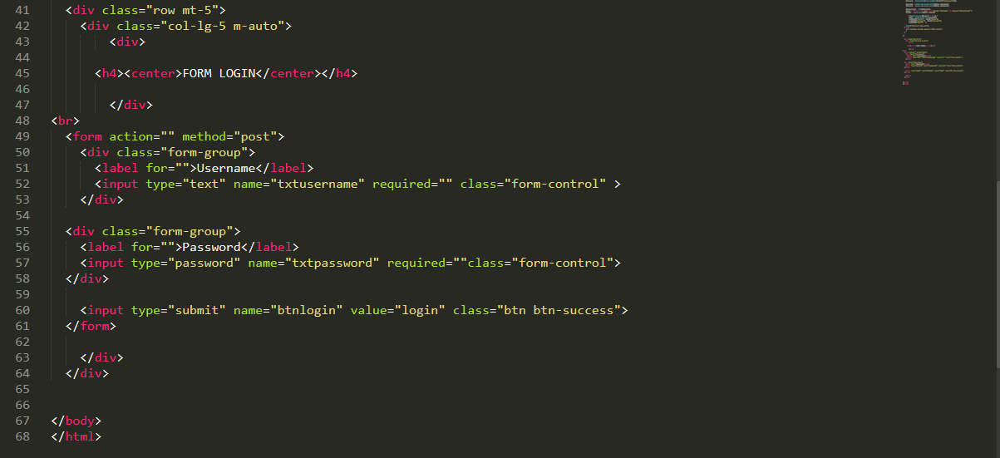 41 <div class="row mt-5">
42 <div class="col-lg-5 m-auto">
43 <div>
44
45 <h4><center>FORM LOGIN</center></h4>
46
47 </div>
48 <br>
49 <form action="" method="post">
50 <div class="form-group">
51 <label for="">Username</label>
52 <input type="text" name="txtusername" required="" class="form-control" >
53 </div>
54
55 <div class="form-group">
56 <label for="">Password</label>
57 <input type="password" name="txtpassword" required=""class="form-control">
58 </div>
59
60 <input type="submit" name="btnlogin" value="login" class="btn btn-success">
61 </form>
62
63 </div>
64 </div>
65
66
67 </body>
68 </html>